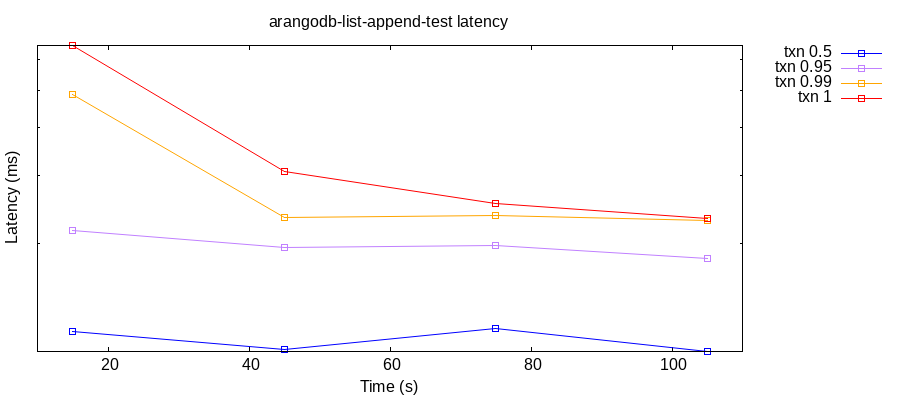 arangodb-list-append-test latency
txn 0.5
txn 0.95
txn 0.99
txn 1
Latency (ms)
20 40 60 80 100
Time (s)